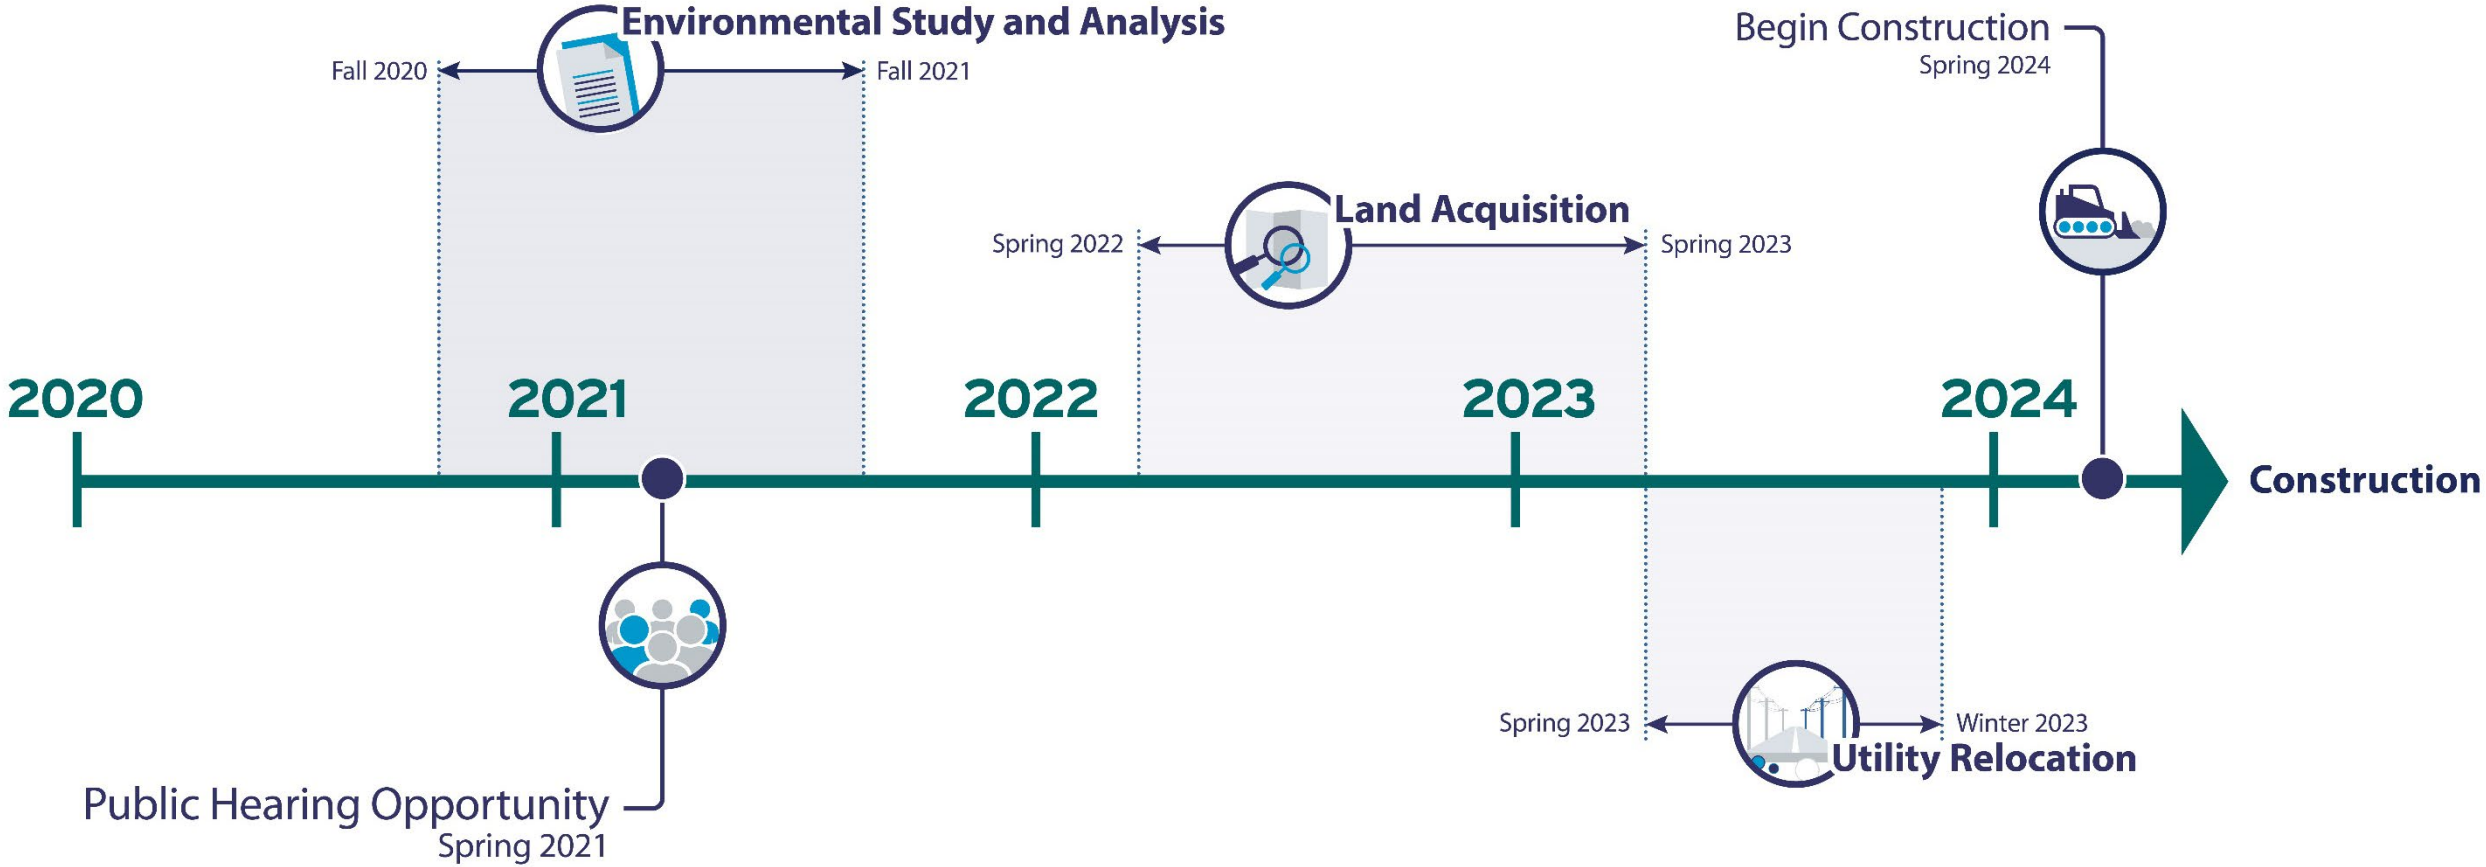 Environmental Study and Analysis
Fall 2020
Fall 2021
Begin Construction
Spring 2024
Land Acquisition
Spring 2022
Spring 2023
2020
2021
2022
2023
2024
Construction
Spring 2023
Winter 2023
Utility Relocation
Public Hearing Opportunity
Spring 2021